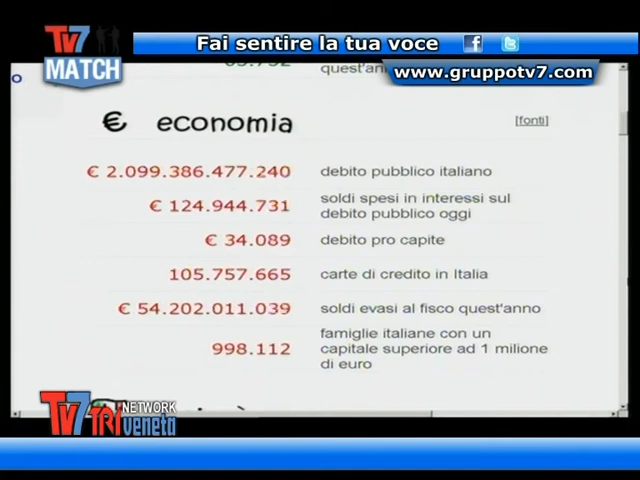 TV7
MATCH
Fai sentire la tua voce
www.gruppotv7.com
o
quest'an
€ economia
[fonti]
€ 2.099.386.477.240 debito pubblico italiano
€ 124.944.731 soldi spesi in interessi sul
debito pubblico oggi
€ 34.089 debito pro capite
105.757.665 carte di credito in Italia
€ 54.202.011.039 soldi evasi al fisco quest'anno
998.112 famiglie italiane con un
capitale superiore ad 1 milione
di euro
TV7 TRI NETWORK
veneta